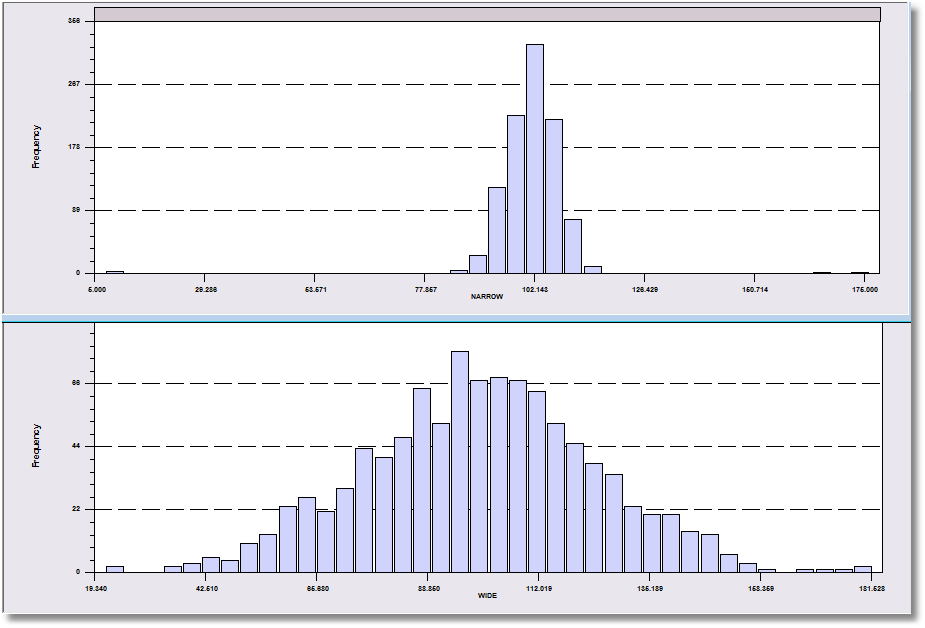 356
267
178
89
0
Frequency
5.000 29.286 53.571 77.857 102.143 126.429 150.714 175.000
NARROW
66
44
22
0
Frequency
19.340 42.510 65.680 88.850 112.019 135.189 158.359 181.528
WIDE